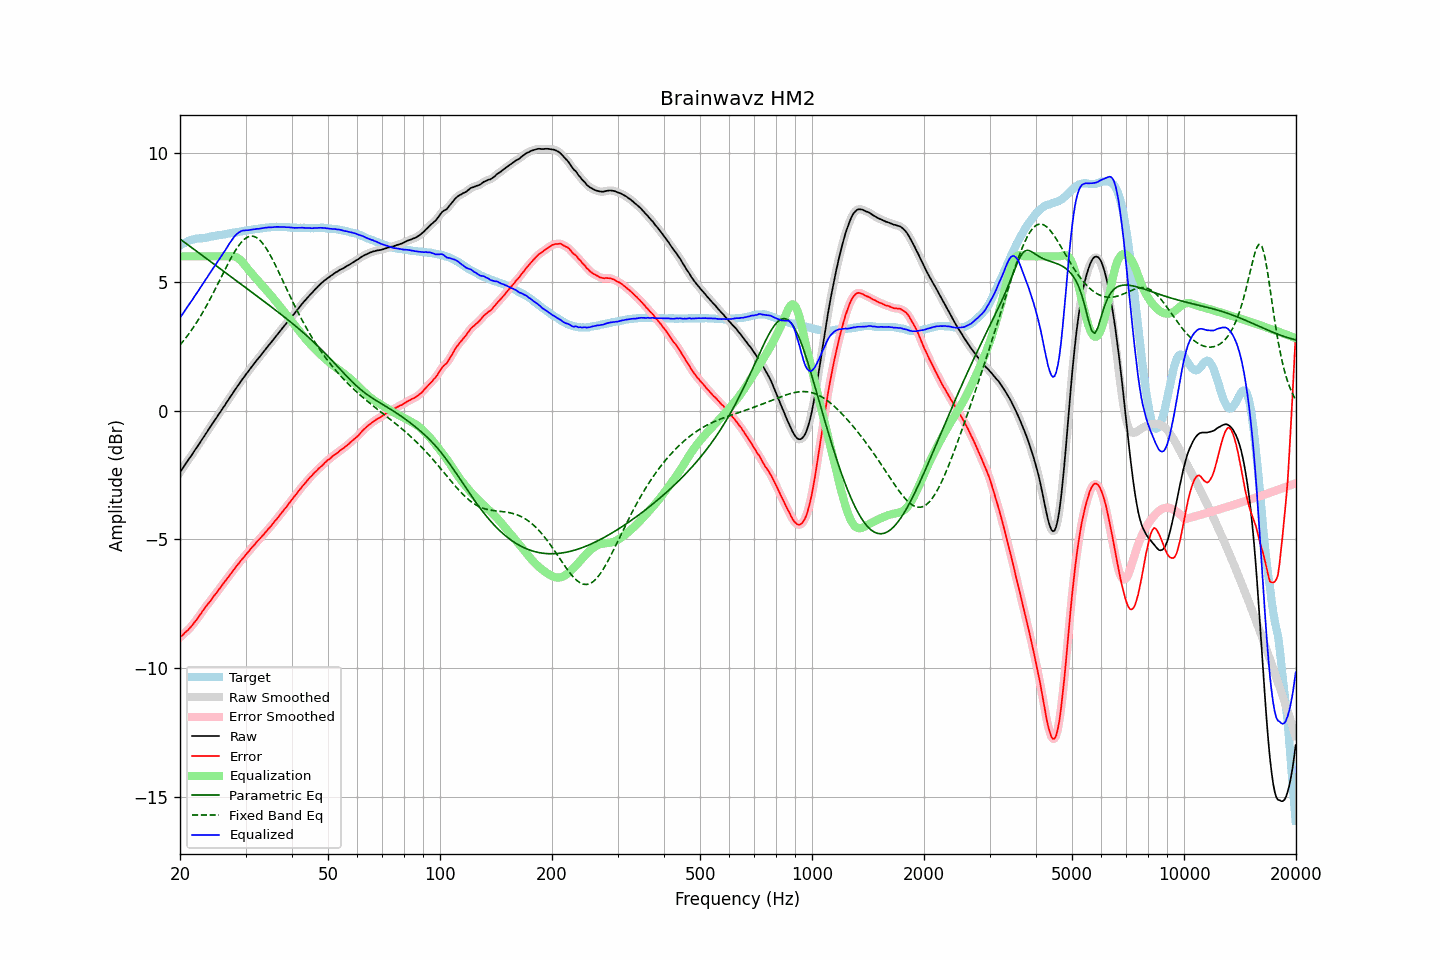 Brainwavz HM2
Amplitude (dBr)
10
5
0
−5
−10
−15
Target
Raw Smoothed
Error Smoothed
Raw
Error
Equalization
Parametric Eq
Fixed Band Eq
Equalized
20 50 100 200 500 1000 2000 5000 10000 20000
Frequency (Hz)